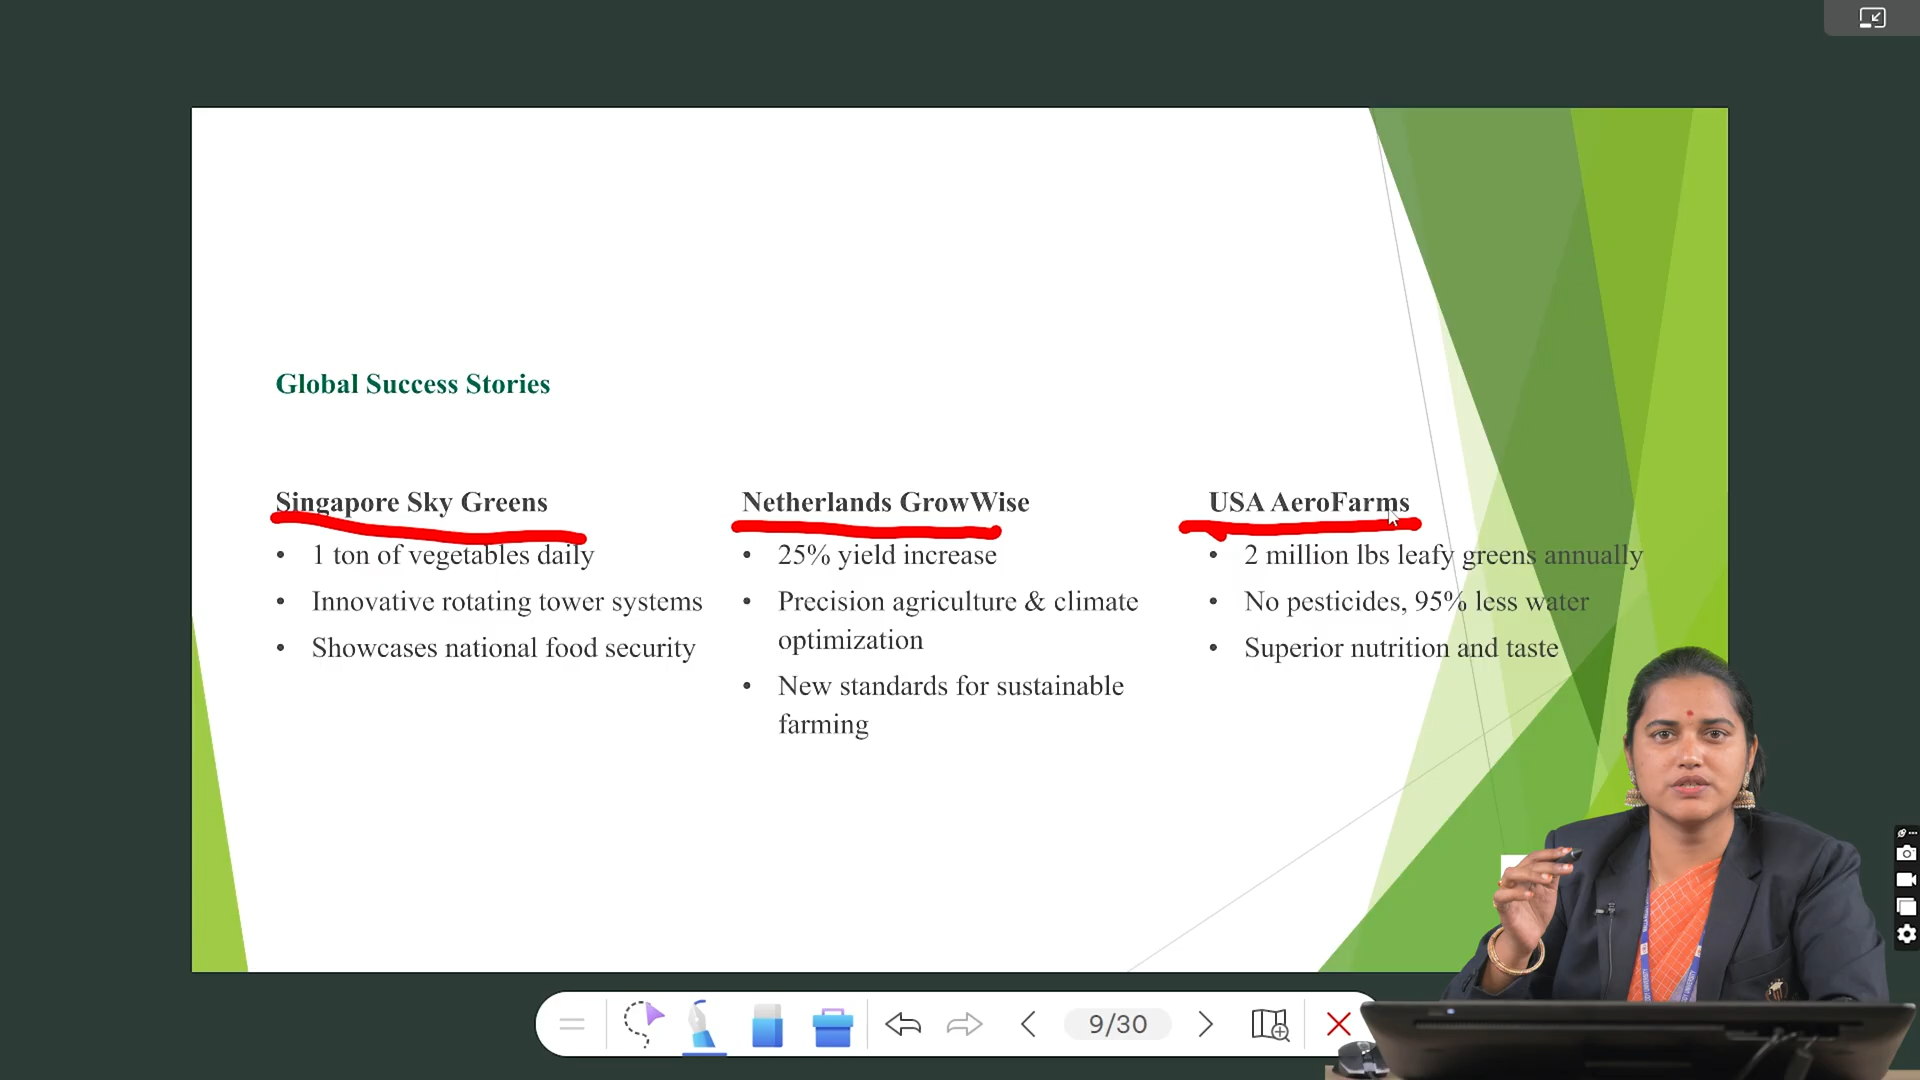 Global Success Stories
Singapore Sky Greens
• 1 ton of vegetables daily
• Innovative rotating tower systems
• Showcases national food security
Netherlands GrowWise
• 25% yield increase
• Precision agriculture & climate
optimization
• New standards for sustainable
farming
USA AeroFarms
• 2 million lbs leafy greens annually
• No pesticides, 95% less water
• Superior nutrition and taste
9/30